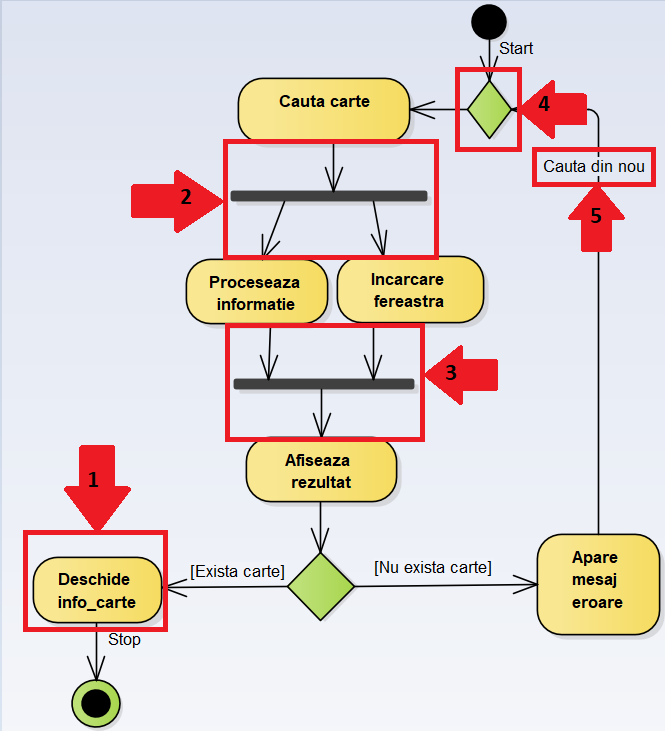 Start
Cauta carte
4
Cauta din nou
2
5
Proceseaza
informatie
Incarcare
fereastra
3
Afiseaza
rezultat
1
[Exista carte]
[Nu exista carte]
Apare
mesaj
eroare
Deschide
info_carte
Stop